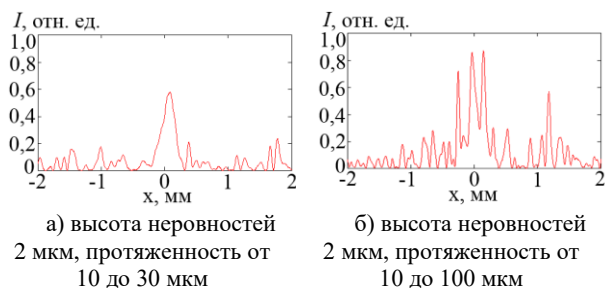 I, отн. ед.
1,0
0,8
0,6
0,4
0,2
0
-2 -1 0 1 2
x, мм
а) высота неровностей
2 мкм, протяженность от
10 до 30 мкм
I, отн. ед.
1,0
0,8
0,6
0,4
0,2
0
-2 -1 0 1 2
x, мм
б) высота неровностей
2 мкм, протяженность от
10 до 100 мкм